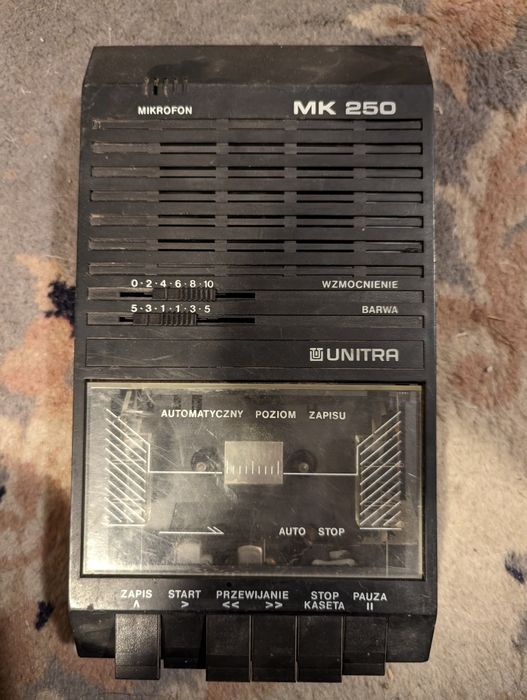 MIKROFON
MK 250
0·2·4·6·8·10
WZMOCNIENIE
5·3·1·1·3·5
BARWA
UNITRA
AUTOMATYCZNY POZIOM ZAPISU
AUTO STOP
ZAPIS START PRZEWIJANIE STOP KASETA PAUZA
Λ > << >> II